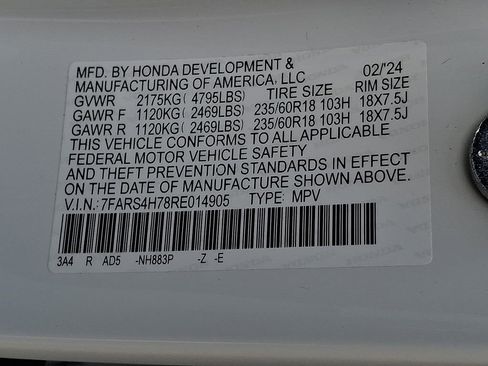 MFD. BY HONDA DEVELOPMENT & 02/'24
MANUFACTURING OF AMERICA, LLC
GVWR 2175KG( 4795LBS) TIRE SIZE RIM SIZE
GAWR F 1120KG( 2469LBS) 235/60R18 103H 18X7.5J
GAWR R 1120KG( 2469LBS) 235/60R18 103H 18X7.5J
THIS VEHICLE CONFORMS TO ALL APPLICABLE
FEDERAL MOTOR VEHICLE SAFETY
AND THEFT PREVENTION STANDARDS IN EFFECT
ON THE DATE OF MANUFACTURE SHOWN ABOVE.
V.I.N.: 7FARS4H78RE014905 TYPE: MPV
3A4 R AD5 -NH883P -Z -E